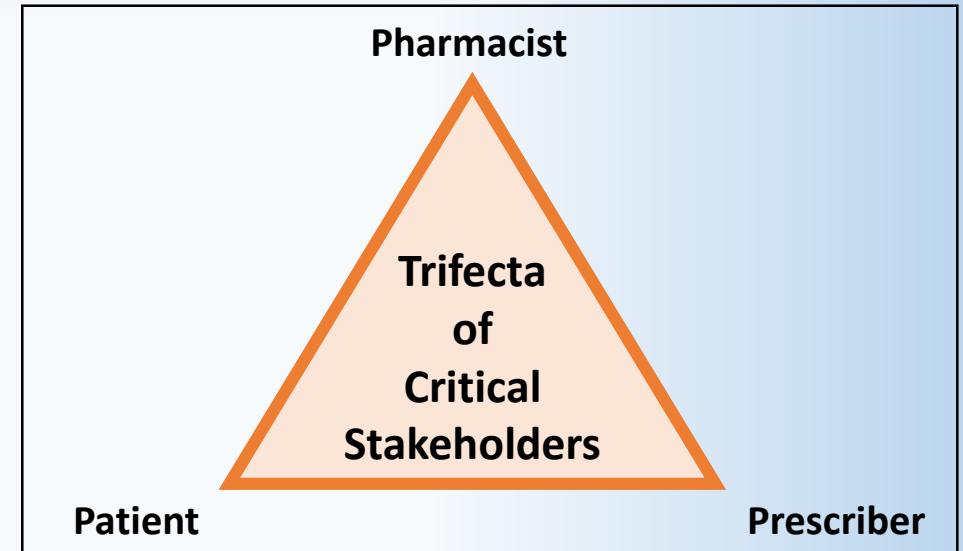 Pharmacist
Trifecta
of
Critical
Stakeholders
Patient
Prescriber